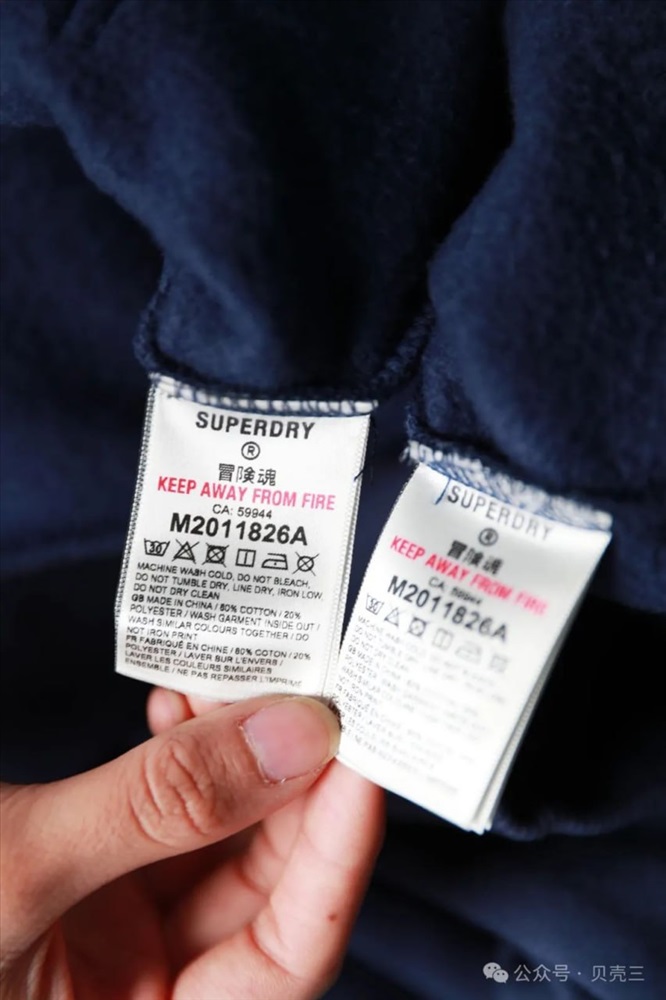 SUPERDRY
®
冒険魂
KEEP AWAY FROM FIRE
CA: 59944
M2011826A
30
MACHINE WASH COLD, DO NOT BLEACH,
DO NOT TUMBLE DRY, LINE DRY, IRON LOW,
DO NOT DRY CLEAN
GB MADE IN CHINA / 80% COTTON / 20%
POLYESTER / WASH GARMENT INSIDE OUT /
WASH SIMILAR COLOURS TOGETHER / DO
NOT IRON PRINT
FR FABRIQUÉ EN CHINE / 80% COTON / 20%
POLYESTER / LAVER SUR L'ENVERS /
LAVER LES COULEURS SIMILAIRES
ENSEMBLE / NE PAS REPASSER L'IMPRIMÉ
SUPERDRY
®
冒険魂
KEEP AWAY FROM FIRE
CA: 59944
M2011826A
公众号·贝壳三